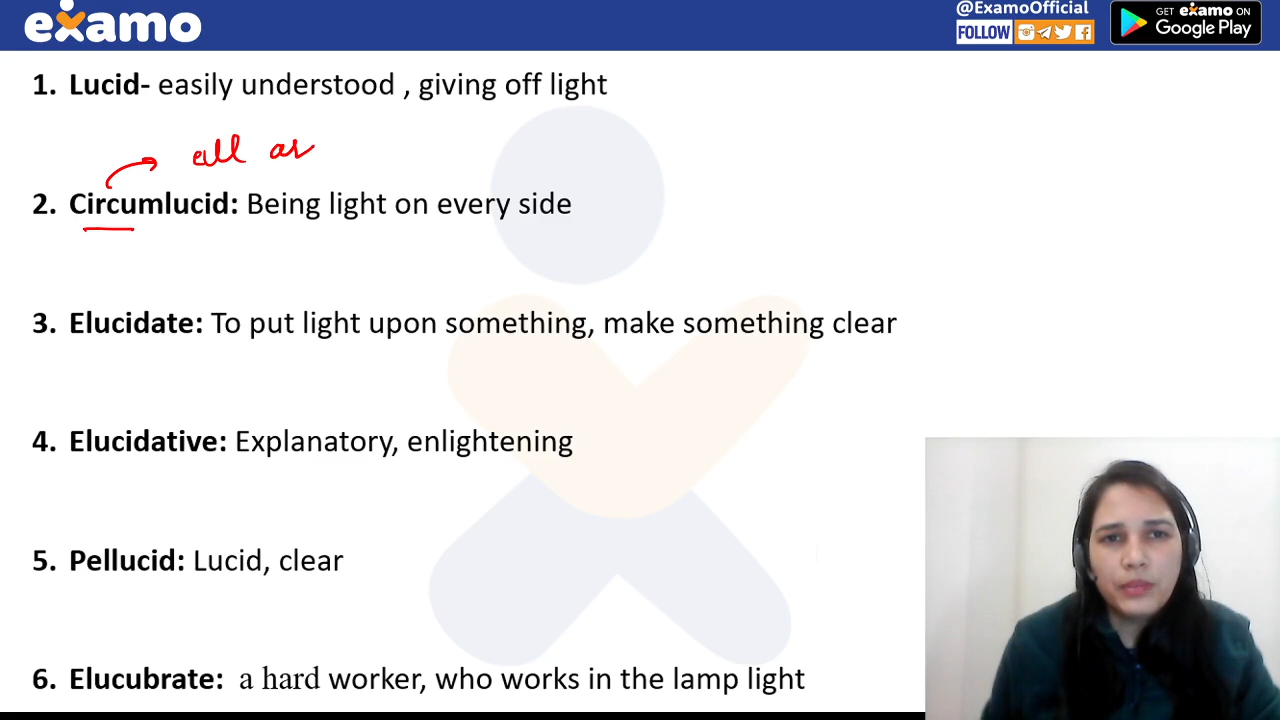 examo
@ExamoOfficial
FOLLOW
GET examo ON
Google Play
1. Lucid- easily understood , giving off light
all ar
2. Circumlucid: Being light on every side
3. Elucidate: To put light upon something, make something clear
4. Elucidative: Explanatory, enlightening
5. Pellucid: Lucid, clear
6. Elucubrate: a hard worker, who works in the lamp light